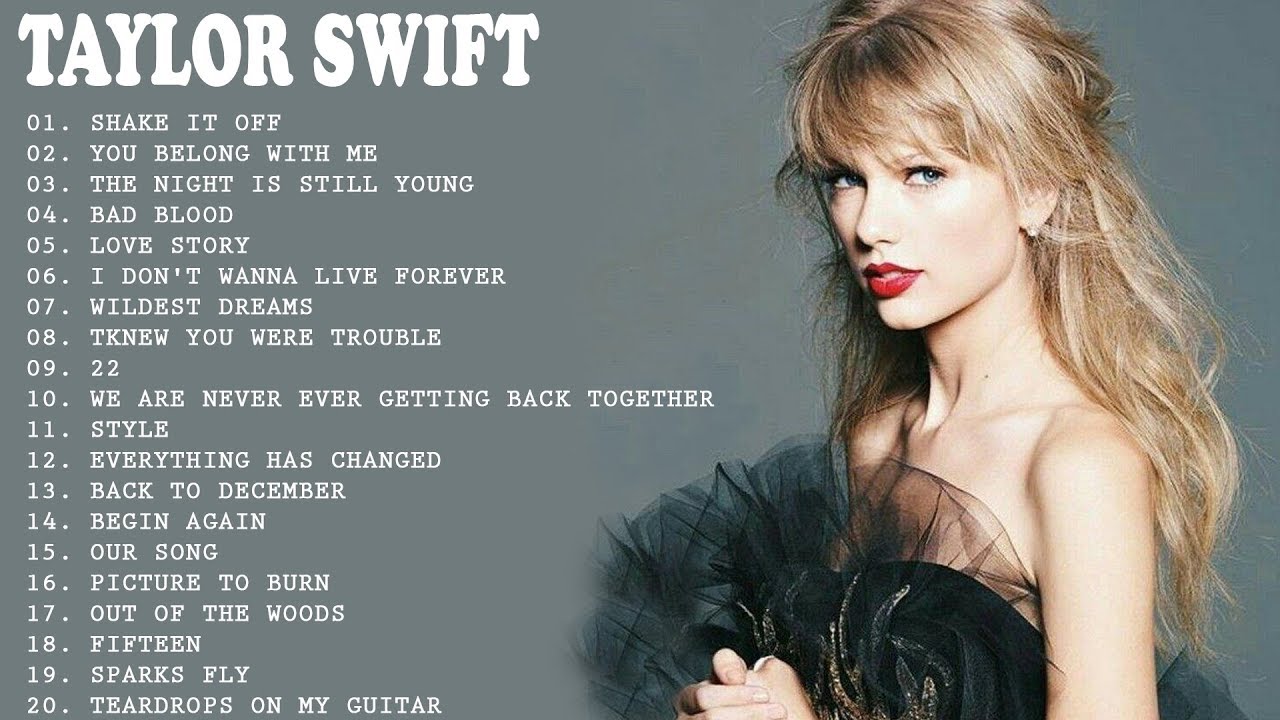 TAYLOR SWIFT
01. SHAKE IT OFF
02. YOU BELONG WITH ME
03. THE NIGHT IS STILL YOUNG
04. BAD BLOOD
05. LOVE STORY
06. I DON'T WANNA LIVE FOREVER
07. WILDEST DREAMS
08. TKNEW YOU WERE TROUBLE
09. 22
10. WE ARE NEVER EVER GETTING BACK TOGETHER
11. STYLE
12. EVERYTHING HAS CHANGED
13. BACK TO DECEMBER
14. BEGIN AGAIN
15. OUR SONG
16. PICTURE TO BURN
17. OUT OF THE WOODS
18. FIFTEEN
19. SPARKS FLY
20. TEARDROPS ON MY GUITAR